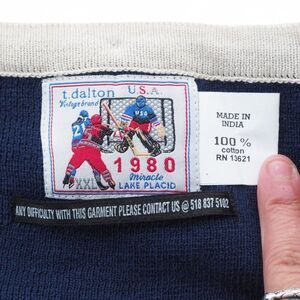 t.dalton U.S.A.
Vintage brand
USA
21
1980
miracle
XXL
LAKE PLACID
MADE IN
INDIA
100 %
cotton
RN 13621
ANY DIFFICULTY WITH THIS GARMENT PLEASE CONTACT US @ 518 837 5102